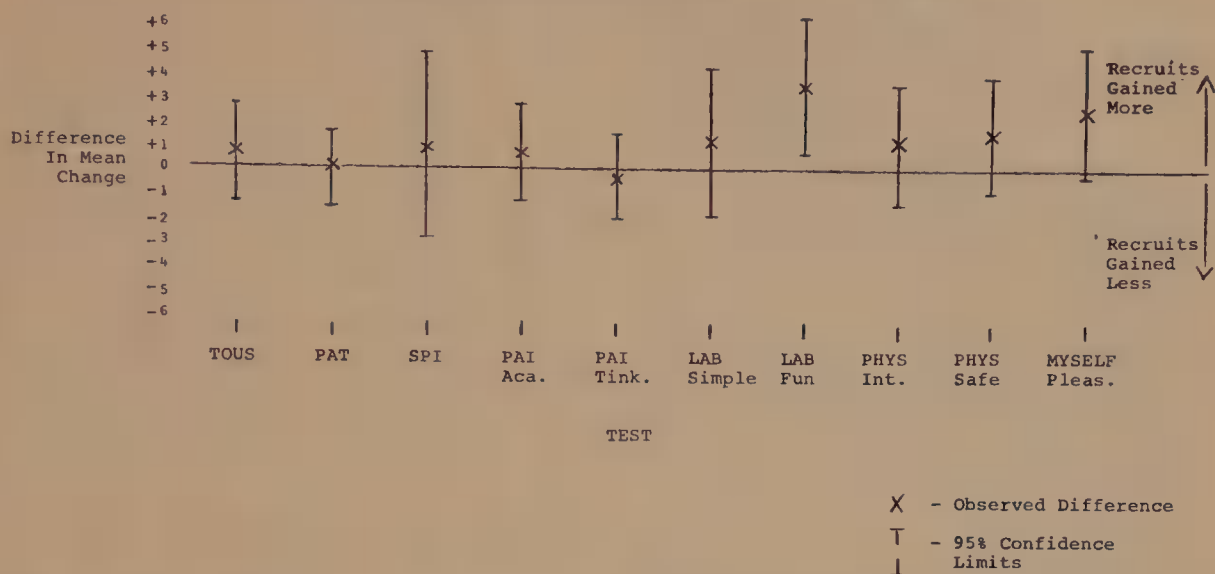 +6
+5
+4
+3
+2
+1
0
-1
-2
-3
-4
-5
-6
Difference
In Mean
Change
Recruits
Gained
More
Recruits
Gained
Less
TOUS PAT SPI PAI PAI LAB LAB PHYS PHYS MYSELF
Aca. Tink. Simple Fun Int. Safe Pleas.
TEST
X - Observed Difference
- 95% Confidence
Limits